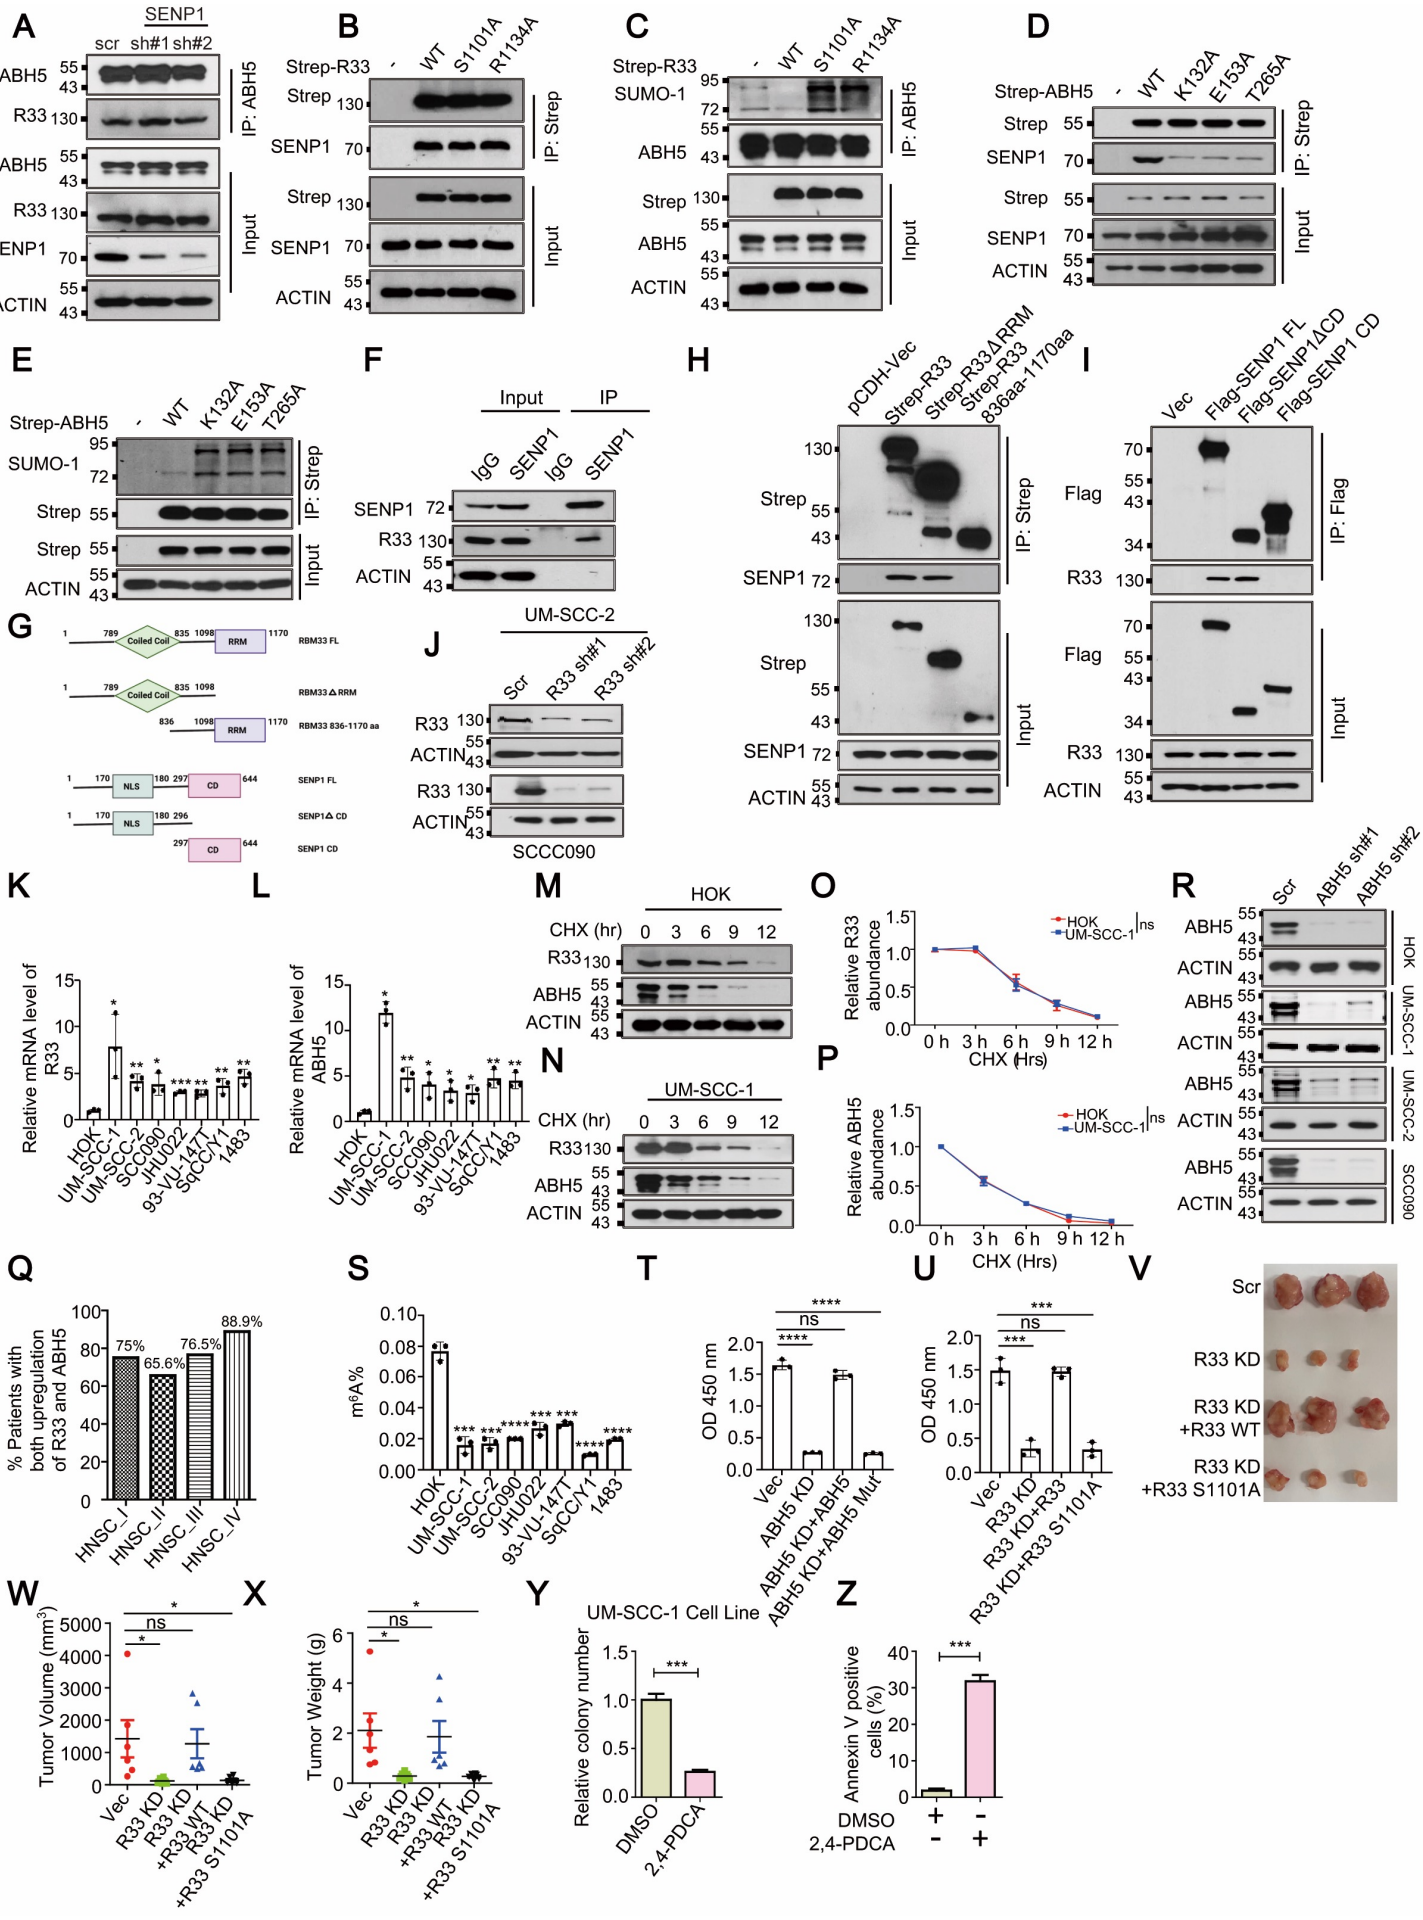 A
SENP1
scr sh#1 sh#2
ABH5 55
43
R33 130
IP: ABH5
ABH5 55
43
R33 130
ENP1
70
ACTIN 55
43
Input
B
Strep-R33 - WT S1101A R1134A
Strep 130
SENP1 70
IP: Strep
Strep 130
SENP1 70
ACTIN 55
43
Input
C
Strep-R33 - WT S1101A R1134A
SUMO-1 95
72
ABH5 55
43
IP: ABH5
Strep 130
ABH5 55
43
ACTIN 55
43
Input
D
Strep-ABH5 - WT K132A E153A T265A
Strep 55
SENP1 70
IP: Strep
Strep 55
SENP1 70
ACTIN 55
43
Input
E
Strep-ABH5 - WT K132A E153A T265A
SUMO-1 95
72
Strep 55
IP: Strep
Strep 55
ACTIN 55
43
Input
F
Input IP
IgG SENP1 IgG SENP1
SENP1 72
R33 130
ACTIN 55
43
G
1 789 Coiled Coil 835 1098 RRM 1170 RBM33 FL
1 789 Coiled Coil 835 1098 RBM33 Δ RRM
836 1098 RRM 1170 RBM33 836-1170 aa
1 170 NLS 180 297 CD 644 SENP1 FL
1 170 NLS 180 296 SENP1Δ CD
297 CD 644 SENP1 CD
H
pCDH-Vec Strep-R33 Strep-R33ΔRRM Strep-R33 836aa-1170aa
130
Strep
55
43
SENP1 72
IP: Strep
130
Strep
55
43
SENP1 72
ACTIN 55
43
Input
I
Vec Flag-SENP1 FL Flag-SENP1ΔCD Flag-SENP1 CD
70
55
Flag
43
34
R33 130
IP: Flag
70
Flag 55
43
34
R33 130
ACTIN 55
43
Input
J
UM-SCC-2
Scr R33 sh#1 R33 sh#2
R33 130
ACTIN 55
43
R33 130
ACTIN 55
43
SCCC090
K
Relative mRNA level of
R33
15
10
5
0
* ** * *** ** ** **
HOK UM-SCC-1 UM-SCC-2 SCC090 JHU022 93-VU-147T SqCC/Y1 1483
L
Relative mRNA level of
ABH5
15
10
5
0
* ** * * * ** **
HOK UM-SCC-1 UM-SCC-2 SCC090 JHU022 93-VU-147T SqCC/Y1 1483
M
HOK
CHX (hr) 0 3 6 9 12
R33 130
ABH5 55
43
ACTIN 55
43
N
UM-SCC-1
CHX (hr) 0 3 6 9 12
R33 130
ABH5 55
43
ACTIN 55
43
O
Relative R33
abundance
1.5
1.0
0.5
0.0
HOK
UM-SCC-1
ns
0 h 3 h 6 h 9 h 12 h
CHX (Hrs)
P
Relative ABH5
abundance
1.5
1.0
0.5
0.0
HOK
UM-SCC-1
ns
0 h 3 h 6 h 9 h 12 h
CHX (Hrs)
R
Scr ABH5 sh#1 ABH5 sh#2
ABH5 55
43
ACTIN 55
43
HOK
ABH5 55
43
ACTIN 55
43
UM-SCC-1
ABH5 55
43
ACTIN 55
43
UM-SCC-2
ABH5 55
43
ACTIN 55
43
SCC090
Q
% Patients with
both upregulation
of R33 and ABH5
100
80
60
40
20
0
75% 65.6% 76.5% 88.9%
HNSC_I HNSC_II HNSC_III HNSC_IV
S
m6A%
0.10
0.08
0.06
0.04
0.02
0.00
*** *** **** *** *** **** ****
HOK UM-SCC-1 UM-SCC-2 SCC090 JHU022 93-VU-147T SqCC/Y1 1483
T
OD 450 nm
2.0
1.5
1.0
0.5
0.0
****
ns
****
Vec ABH5 KD ABH5 KD+ABH5 ABH5 KD+ABH5 Mut
U
OD 450 nm
2.0
1.5
1.0
0.5
0.0
***
ns
***
Vec R33 KD R33 KD+R33 R33 KD+R33 S1101A
V
Scr
R33 KD
R33 KD
+R33 WT
R33 KD
+R33 S1101A
W
Tumor Volume (mm3)
5000
4000
3000
2000
1000
0
*
ns
*
Vec
R33 KD
R33 KD
+R33 WT
R33 KD
+R33 S1101A
X
Tumor Weight (g)
6
4
2
0
*
ns
*
Vec
R33 KD
R33 KD
+R33 WT
R33 KD
+R33 S1101A
Y
UM-SCC-1 Cell Line
Relative colony number
1.5
1.0
0.5
0.0
***
DMSO 2,4-PDCA
Z
Annexin V positive
cells (%)
40
30
20
10
0
***
DMSO + -
2,4-PDCA - +